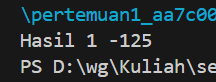 \pertemuan1_aa7c00
Hasil 1 -125
PS D:\wg\Kuliah\se